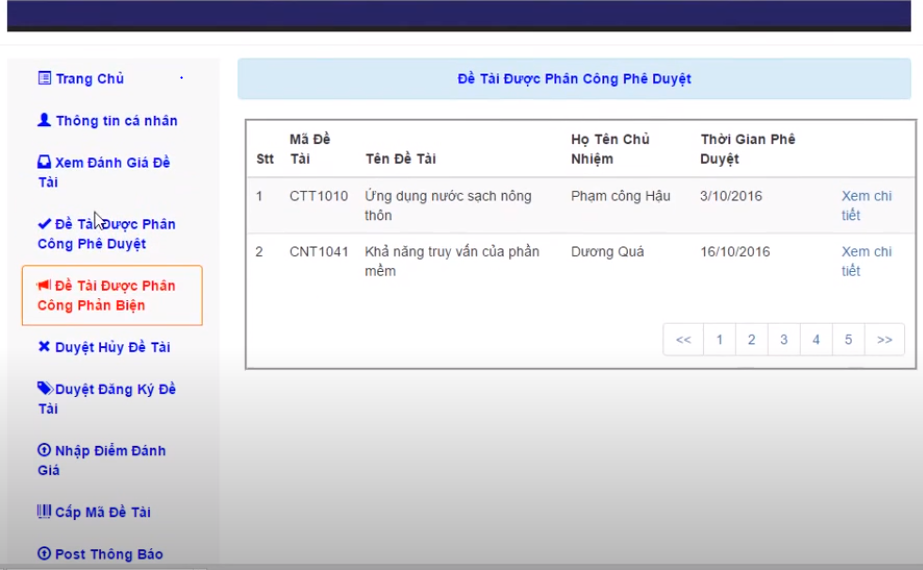 Trang Chủ
Thông tin cá nhân
Xem Đánh Giá Đề
Tài
Đề Tài Được Phân
Công Phê Duyệt
Đề Tài Được Phân
Công Phản Biện
Duyệt Hủy Đề Tài
Duyệt Đăng Ký Đề
Tài
Nhập Điểm Đánh
Giá
Cấp Mã Đề Tài
Post Thông Báo
Đề Tài Được Phân Công Phê Duyệt
Stt Mã Đề Tài Tên Đề Tài Họ Tên Chủ Nhiệm Thời Gian Phê Duyệt
1 CTT1010 Ứng dụng nước sạch nông Phạm công Hậu 3/10/2016 Xem chi
thôn tiết
2 CNT1041 Khả năng truy vấn của phần Dương Quá 16/10/2016 Xem chi
mềm tiết
<< 1 2 3 4 5 >>